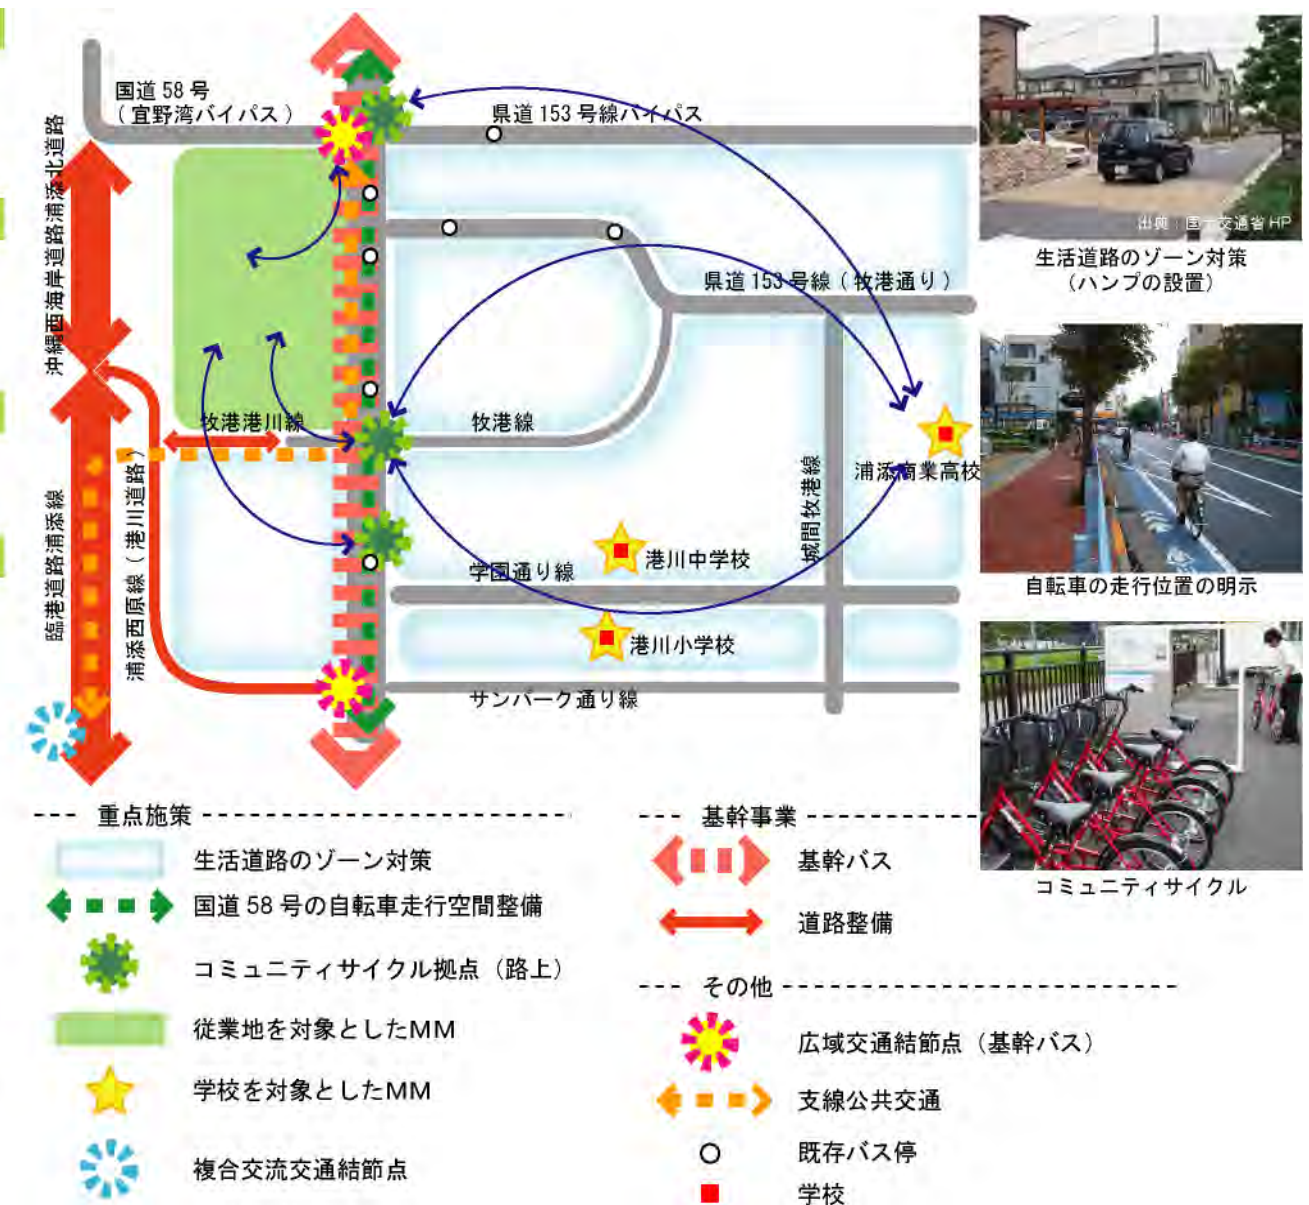 国道 58 号
（宜野湾バイパス）
県道 153 号線バイパス
沖縄西海岸道路浦添北道路
県道 153 号線（牧港通り）
牧港港川線
牧港線
臨港道路浦添線
浦添西原線（港川道路）
城間牧港線
浦添商業高校
学園通り線
港川中学校
港川小学校
サンパーク通り線
出典：国土交通省 HP
生活道路のゾーン対策
（ハンプの設置）
自転車の走行位置の明示
コミュニティサイクル
重点施策
生活道路のゾーン対策
国道 58 号の自転車走行空間整備
コミュニティサイクル拠点（路上）
従業地を対象としたMM
学校を対象としたMM
複合交流交通結節点
基幹事業
基幹バス
道路整備
その他
広域交通結節点（基幹バス）
支線公共交通
既存バス停
学校